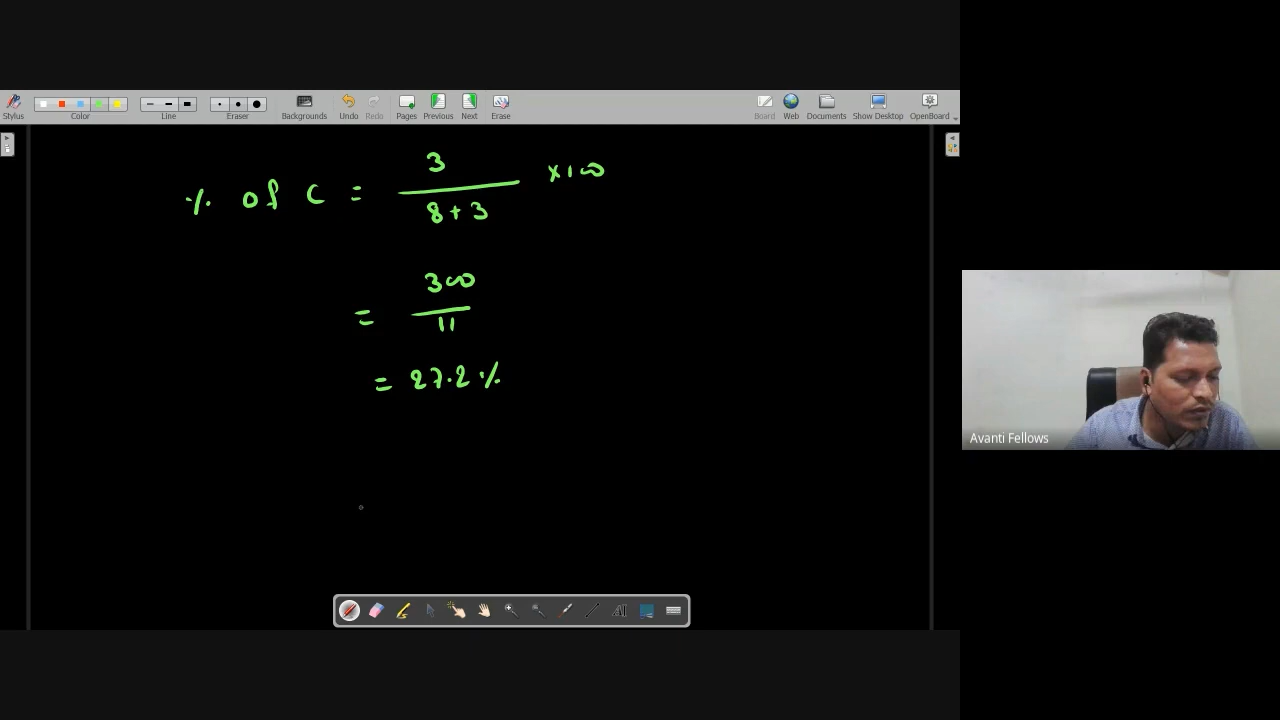 Stylus Color Line Eraser Backgrounds Undo Redo Pages Previous Next Erase Board Web Documents Show Desktop OpenBoard
% of C = 3 / 8 + 3 × 100
= 300 / 11
= 27.2 %
Avanti Fellows
AI